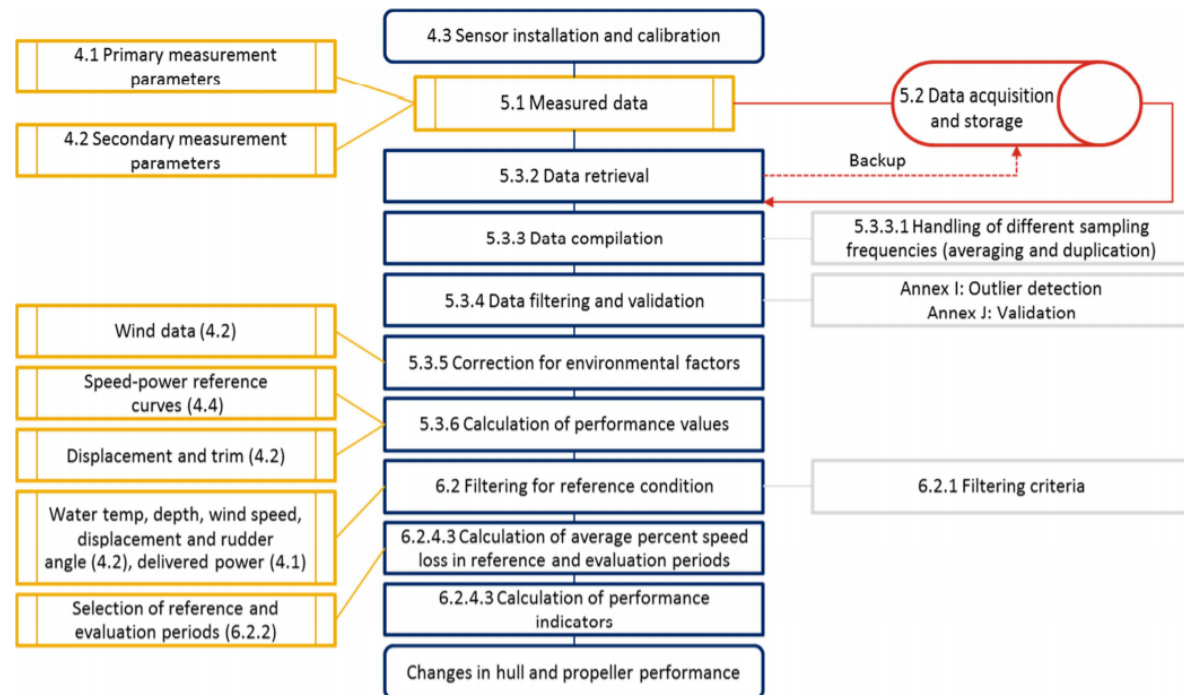 4.3 Sensor installation and calibration
4.1 Primary measurement
parameters
5.1 Measured data
5.2 Data acquisition
and storage
4.2 Secondary measurement
parameters
Backup
5.3.2 Data retrieval
5.3.3 Data compilation
5.3.3.1 Handling of different sampling
frequencies (averaging and duplication)
5.3.4 Data filtering and validation
Annex I: Outlier detection
Annex J: Validation
Wind data (4.2)
5.3.5 Correction for environmental factors
Speed-power reference
curves (4.4)
5.3.6 Calculation of performance values
Displacement and trim (4.2)
6.2 Filtering for reference condition
6.2.1 Filtering criteria
Water temp, depth, wind speed,
displacement and rudder
angle (4.2), delivered power (4.1)
6.2.4.3 Calculation of average percent speed
loss in reference and evaluation periods
Selection of reference and
evaluation periods (6.2.2)
6.2.4.3 Calculation of performance
indicators
Changes in hull and propeller performance